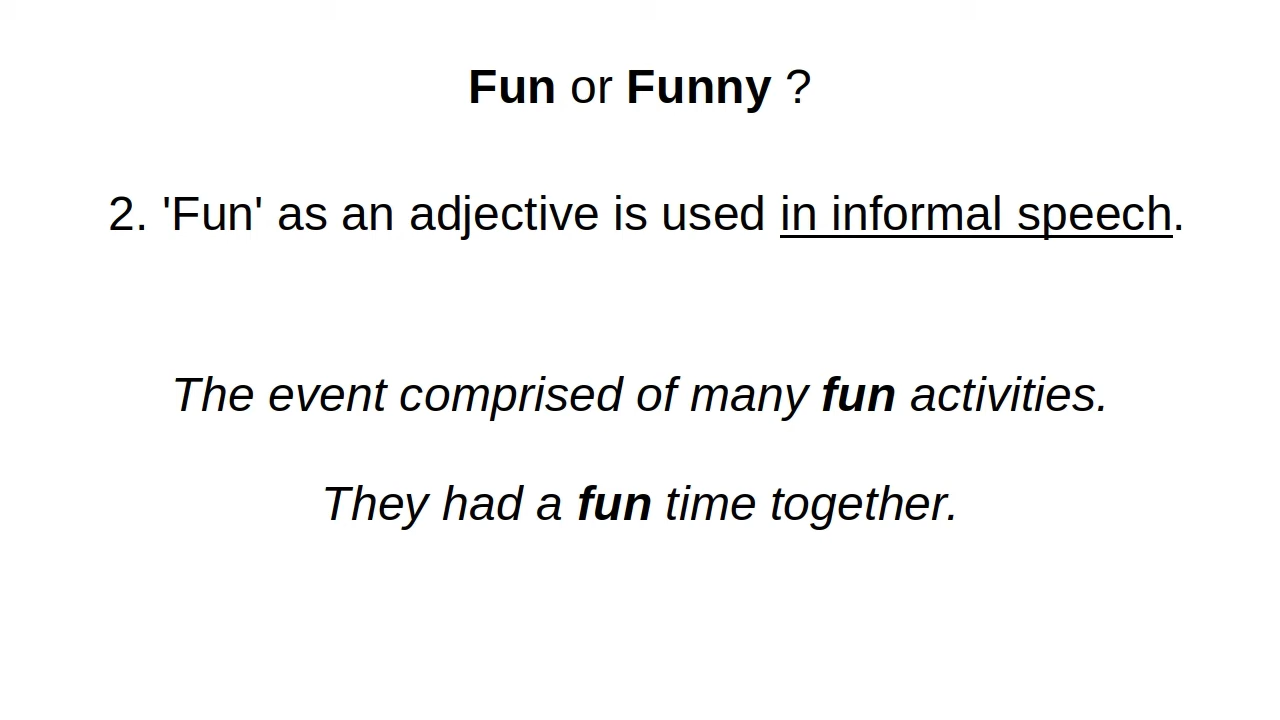 Fun or Funny ?
2. 'Fun' as an adjective is used in informal speech.
The event comprised of many fun activities.
They had a fun time together.